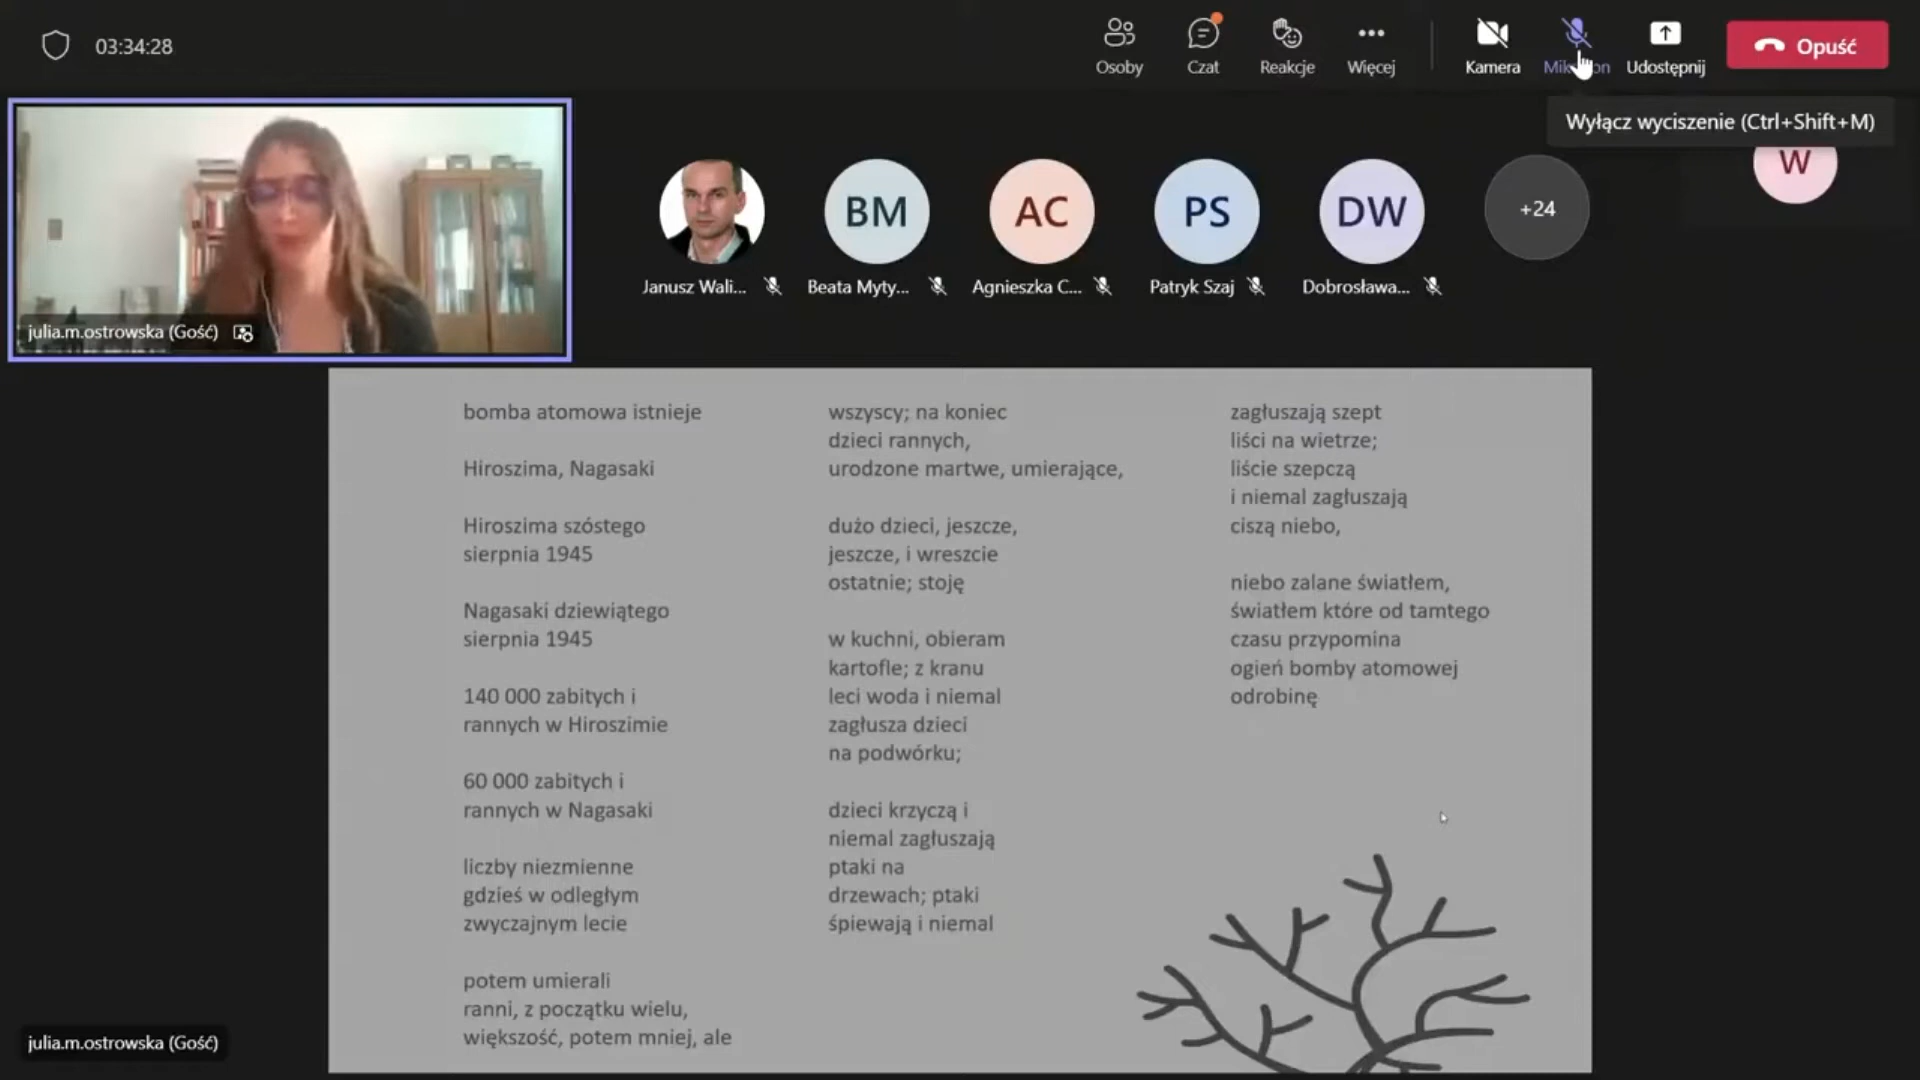 03:34:28
Osoby
Czat
Reakcje
Więcej
Kamera
Udostępnij
Opuść
Wyłącz wyciszenie (Ctrl+Shift+M)
julia.m.ostrowska (Gość)
Janusz Wali...
BM
Beata Myty...
AC
Agnieszka C...
PS
Patryk Szaj
DW
Dobrosława...
+24
W
bomba atomowa istnieje
Hiroszima, Nagasaki
Hiroszima szóstego
sierpnia 1945
Nagasaki dziewiątego
sierpnia 1945
140 000 zabitych i
rannych w Hiroszimie
60 000 zabitych i
rannych w Nagasaki
liczby niezmienne
gdzieś w odległym
zwyczajnym lecie
potem umierali
ranni, z początku wielu,
większość, potem mniej, ale
wszyscy; na koniec
dzieci rannych,
urodzone martwe, umierające,
dużo dzieci, jeszcze,
jeszcze, i wreszcie
ostatnie; stoję
w kuchni, obieram
kartofle; z kranu
leci woda i niemal
zagłusza dzieci
na podwórku;
dzieci krzyczą i
niemal zagłuszają
ptaki na
drzewach; ptaki
śpiewają i niemal
zagłuszają szept
liści na wietrze;
liście szepczą
i niemal zagłuszają
ciszą niebo,
niebo zalane światłem,
światłem które od tamtego
czasu przypomina
ogień bomby atomowej
odrobinę
julia.m.ostrowska (Gość)